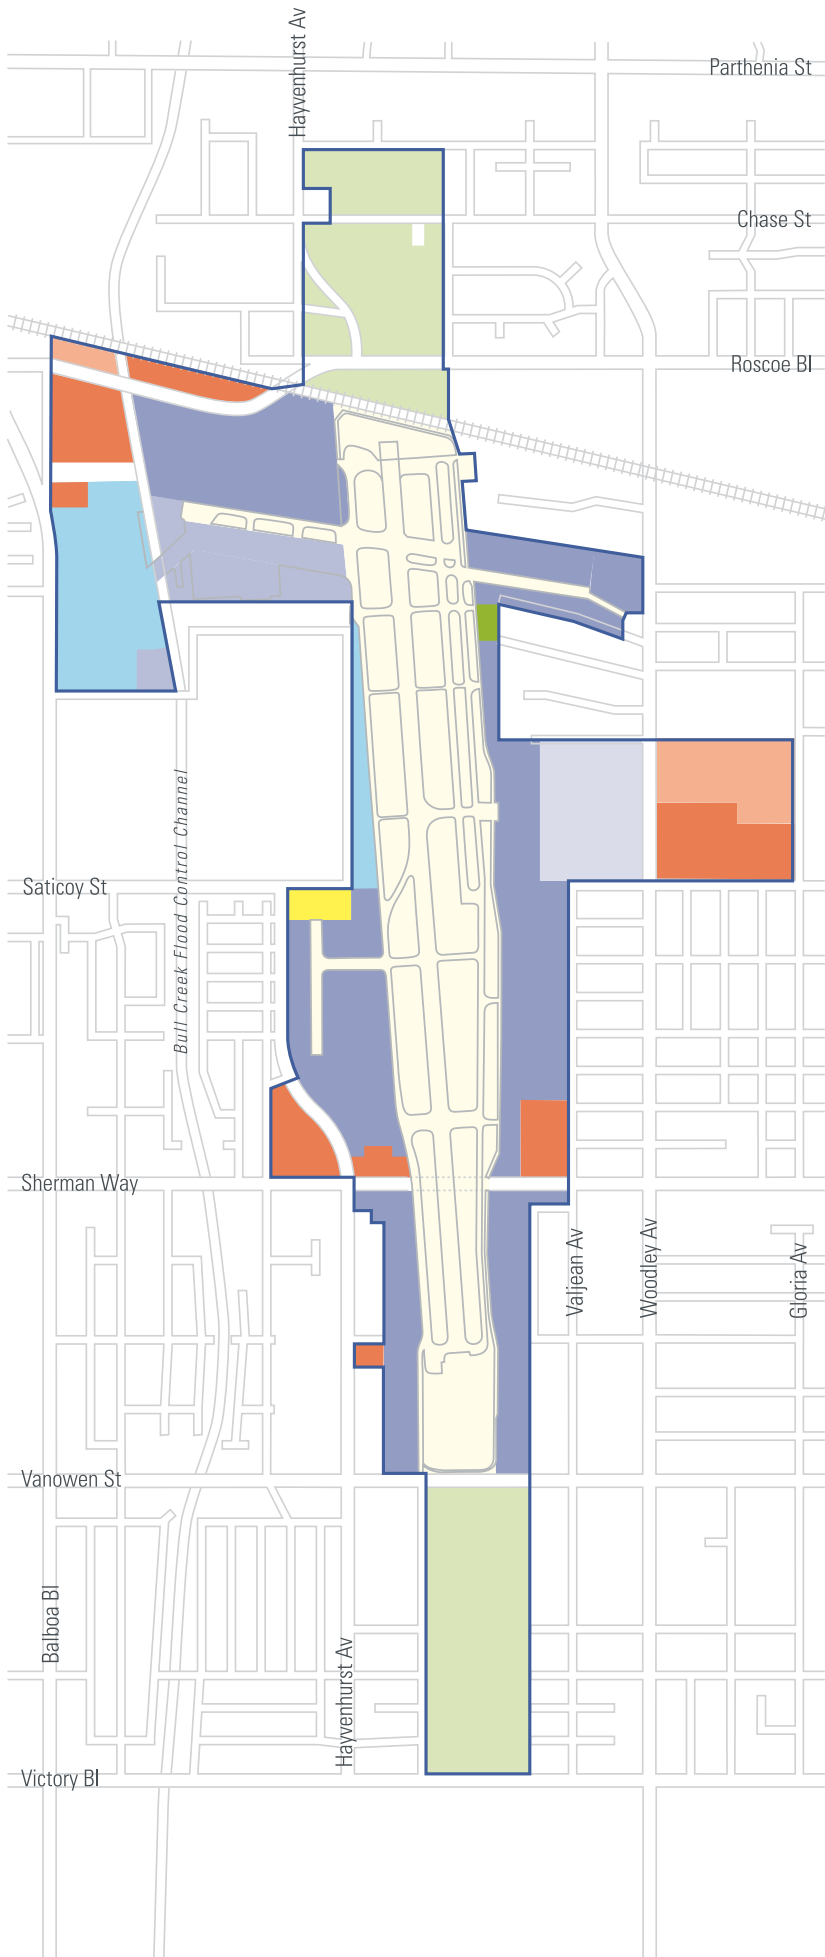 Hayvenhurst Av
Parthenia St
Chase St
Roscoe Bl
Bull Creek Flood Control Channel
Saticoy St
Sherman Way
Valjean Av
Woodley Av
Gloria Av
Vanowen St
Balboa Bl
Hayvenhurst Av
Victory Bl